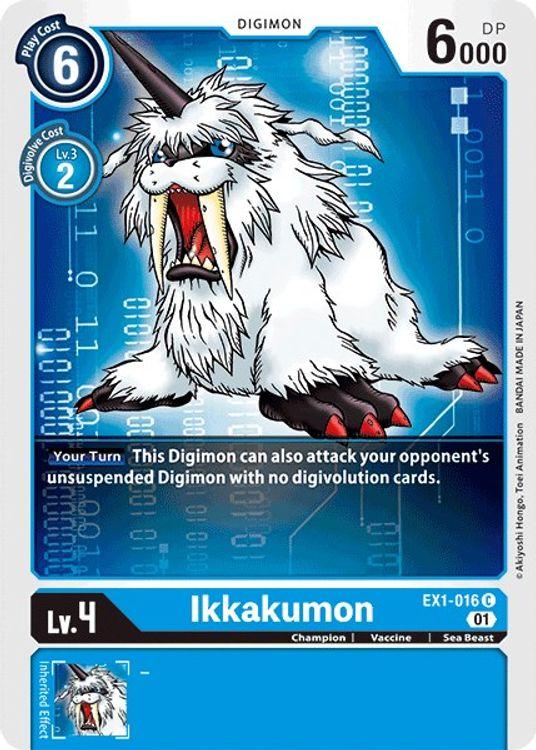 DIGIMON
Play Cost
6
DP
6000
Digivolve Cost
Lv.3
2
Your Turn This Digimon can also attack your opponent's
unsuspended Digimon with no digivolution cards.
© Akiyoshi Hongo, Toei Animation BANDAI MADE IN JAPAN
Lv.4
Ikkakumon
EX1-016 C
01
Champion | Vaccine | Sea Beast
Inherited Effect
-